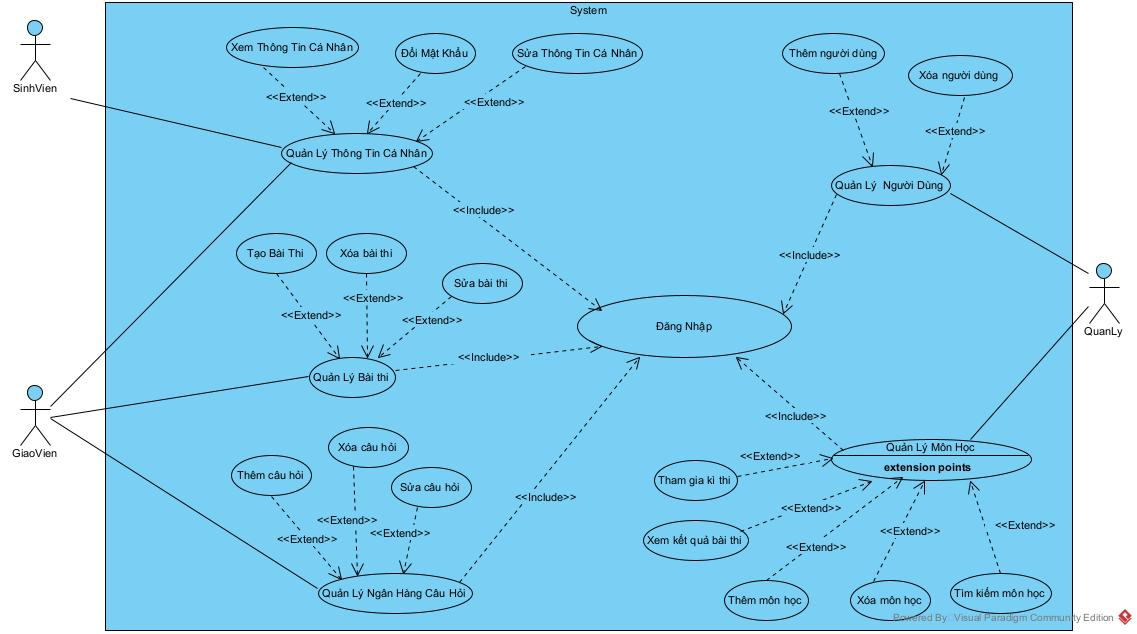 System
SinhVien
Xem Thông Tin Cá Nhân
Đổi Mật Khẩu
Sửa Thông Tin Cá Nhân
Thêm người dùng
Xóa người dùng
<<Extend>>
<<Extend>>
<<Extend>>
<<Extend>>
<<Extend>>
Quản Lý Thông Tin Cá Nhân
Quản Lý Người Dùng
<<Include>>
<<Include>>
Tạo Bài Thi
Xóa bài thi
Sửa bài thi
<<Extend>>
<<Extend>>
<<Extend>>
Đăng Nhập
QuanLy
<<Include>>
Quản Lý Bài thi
GiaoVien
<<Include>>
Thêm câu hỏi
Xóa câu hỏi
Sửa câu hỏi
Quản Lý Môn Học
extension points
<<Extend>>
Tham gia kì thi
<<Include>>
<<Extend>>
<<Extend>>
<<Extend>>
<<Extend>>
<<Extend>>
<<Extend>>
<<Extend>>
Xem kết quả bài thi
Quản Lý Ngân Hàng Câu Hỏi
Thêm môn học
Xóa môn học
Tìm kiếm môn học
Powered By Visual Paradigm Community Edition